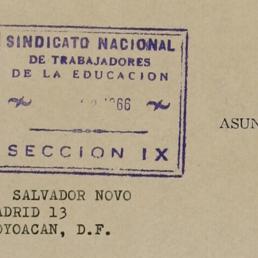 SINDICATO NACIONAL
DE TRABAJADORES
DE LA EDUCACION
SECCION IX
ASUN
SALVADOR NOVO
ADRID 13
OYOACAN, D.F.